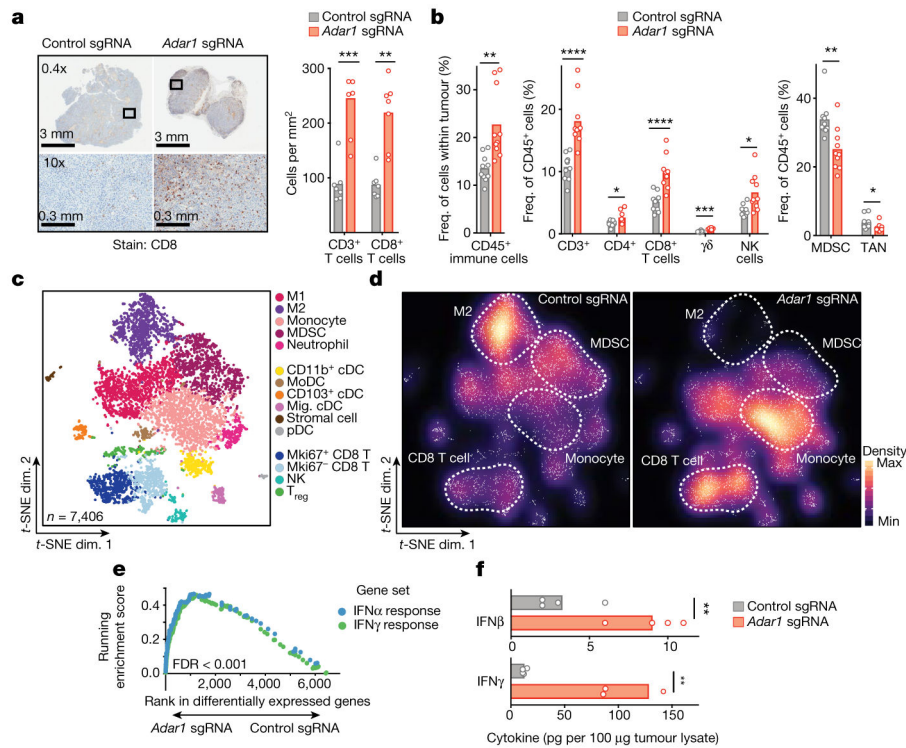 a
Control sgRNA
Adar1 sgRNA
0.4x
3 mm
3 mm
10x
0.3 mm
0.3 mm
Stain: CD8
Control sgRNA
Adar1 sgRNA
***
**
Cells per mm²
300
200
100
CD3⁺
T cells
CD8⁺
T cells
b
Control sgRNA
Adar1 sgRNA
**
Freq. of cells within tumour (%)
40
30
20
10
0
CD45⁺
immune cells
****
*
****
***
*
Freq. of CD45⁺ cells (%)
30
20
10
0
CD3⁺
CD4⁺
CD8⁺
T cells
γδ
NK
cells
**
*
Freq. of CD45⁺ cells (%)
60
40
20
0
MDSC
TAN
c
M1
M2
Monocyte
MDSC
Neutrophil
CD11b⁺ cDC
MoDC
CD103⁺ cDC
Mig. cDC
Stromal cell
pDC
Mki67⁺ CD8 T
Mki67⁻ CD8 T
NK
Treg
n = 7,406
t-SNE dim. 2
t-SNE dim. 1
d
Control sgRNA
M2
MDSC
CD8 T cell
Monocyte
Adar1 sgRNA
M2
MDSC
CD8 T cell
Monocyte
Density
Max
Min
t-SNE dim. 2
t-SNE dim. 1
e
Running
enrichment score
0.4
0.2
0
FDR < 0.001
2,000
4,000
6,000
Rank in differentially expressed genes
Adar1 sgRNA
Control sgRNA
Gene set
IFNα response
IFNγ response
f
IFNβ
**
0
5
10
IFNγ
**
0
50
100
150
Cytokine (pg per 100 μg tumour lysate)
Control sgRNA
Adar1 sgRNA